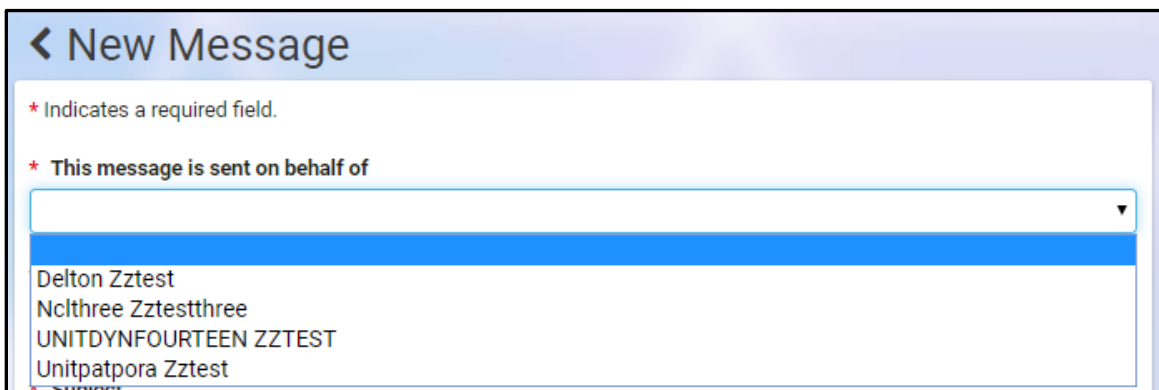 New Message
* Indicates a required field.
* This message is sent on behalf of
Delton Zztest
Nclthree Zztestthree
UNITDYNFOURTEEN ZZTEST
Unitpatpora Zztest
* Subject